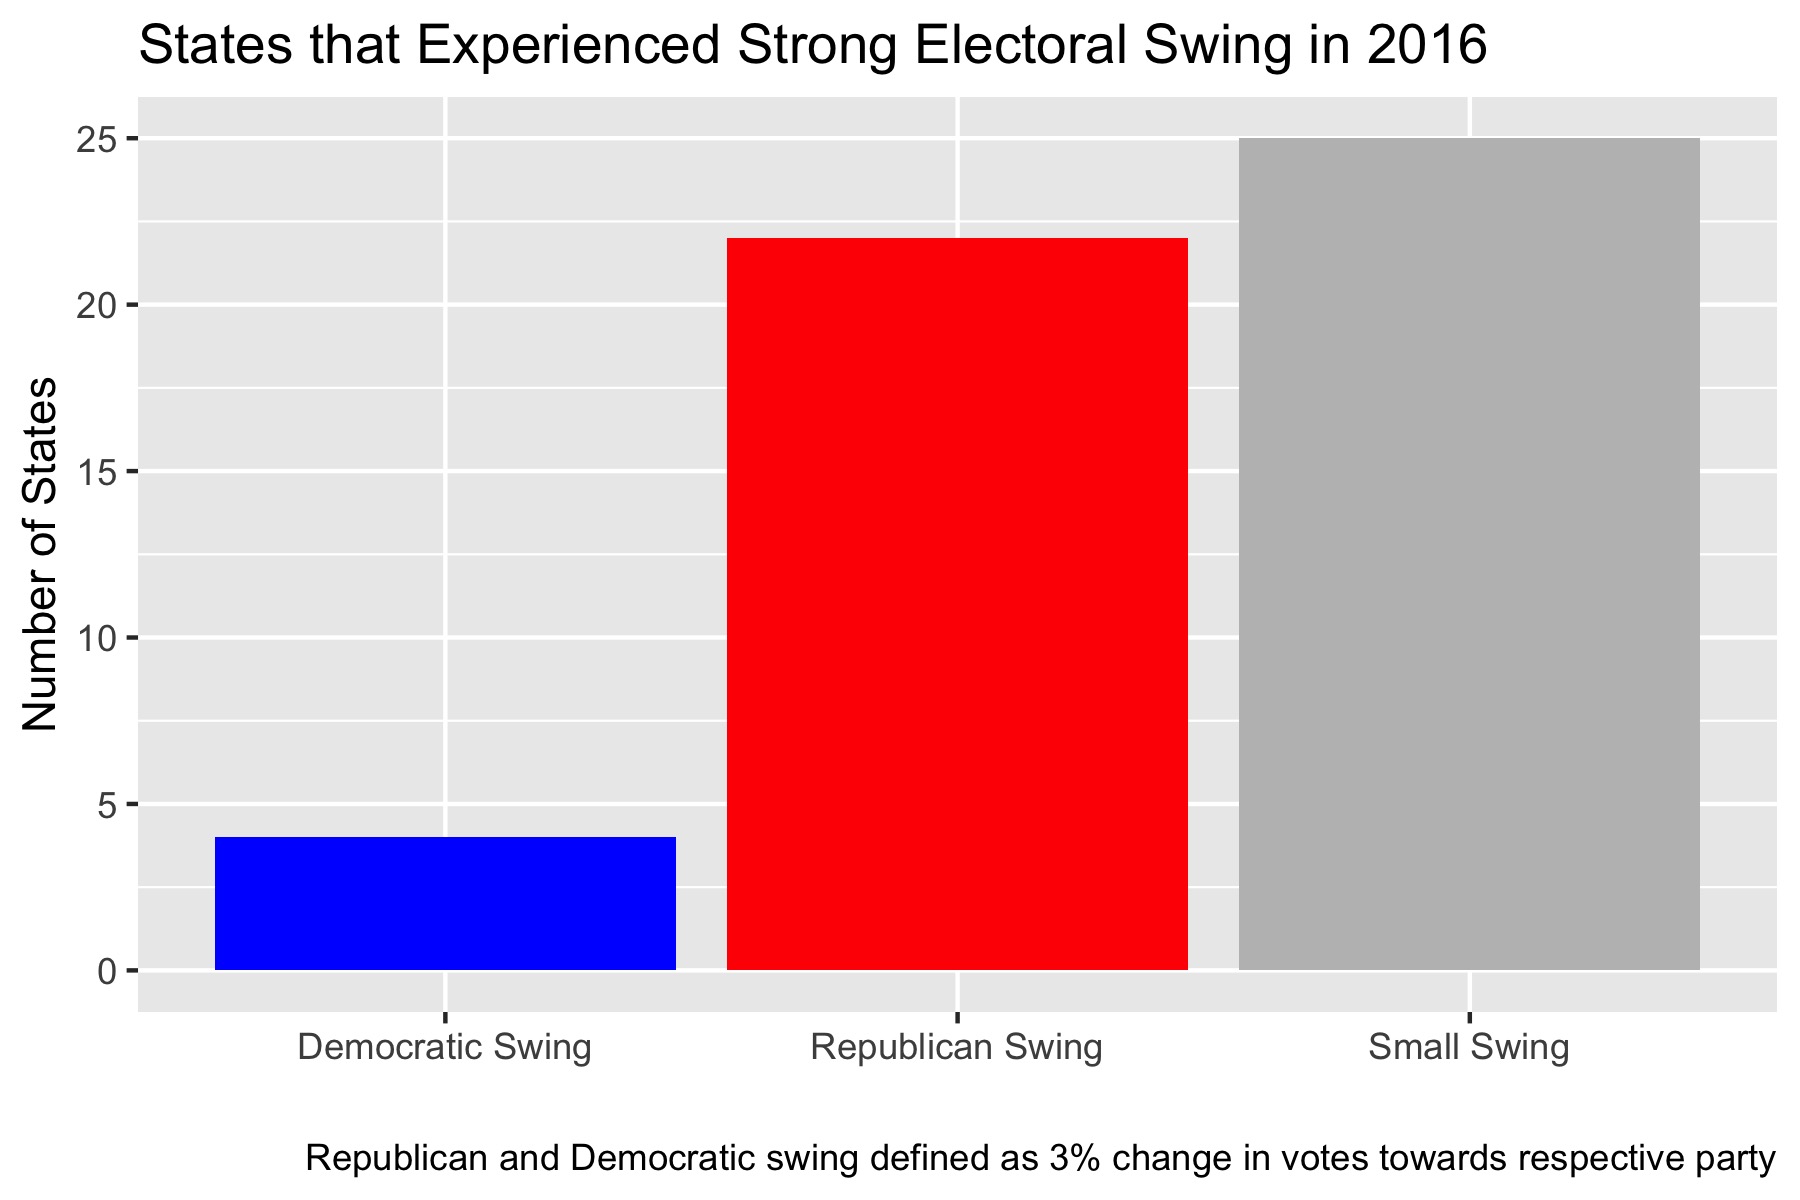 States that Experienced Strong Electoral Swing in 2016
Number of States
25
20
15
10
5
0
Democratic Swing
Republican Swing
Small Swing
Republican and Democratic swing defined as 3% change in votes towards respective party